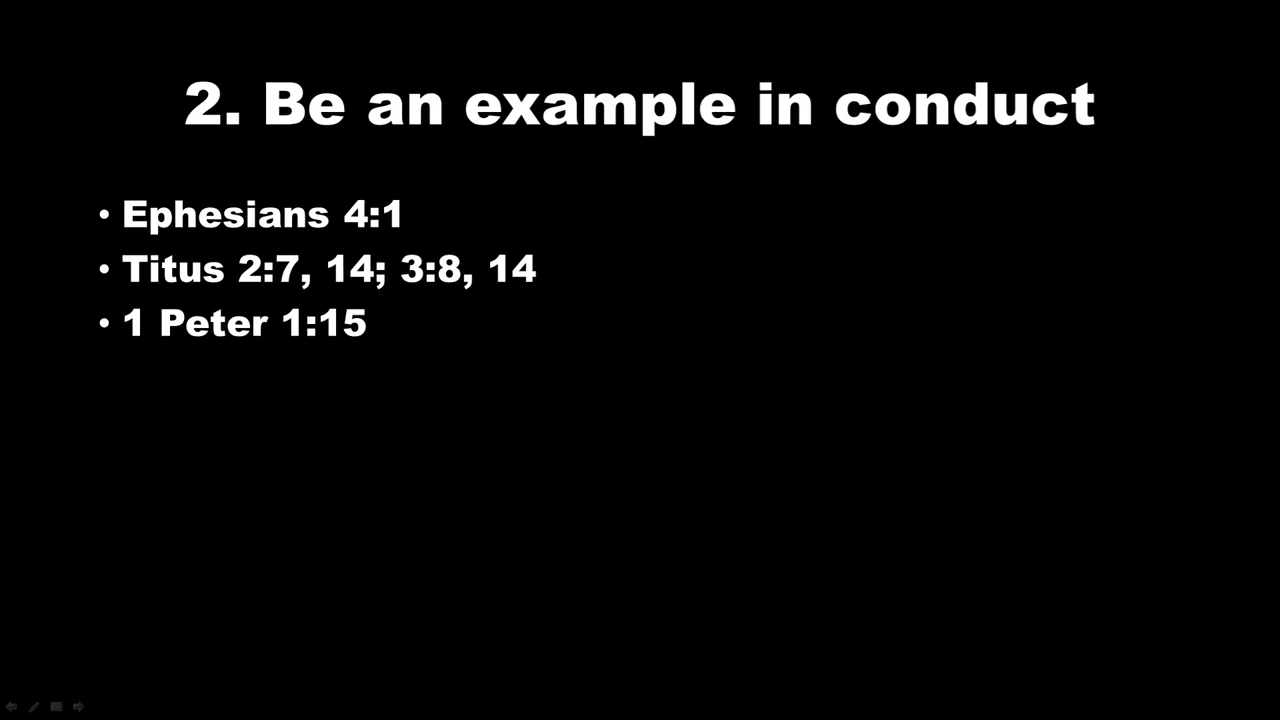 2. Be an example in conduct
• Ephesians 4:1
• Titus 2:7, 14; 3:8, 14
• 1 Peter 1:15